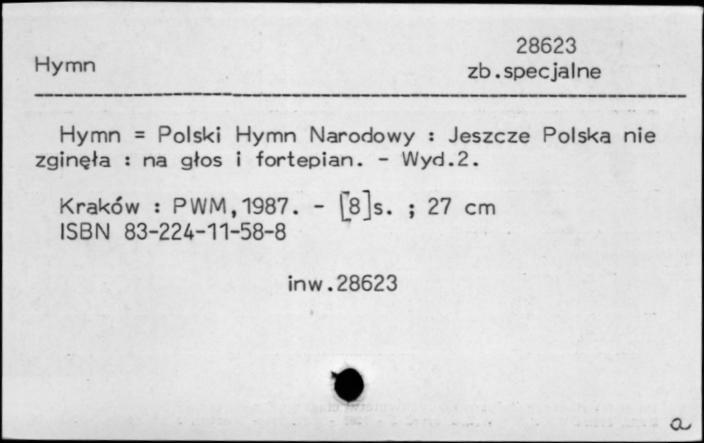 28623
Hymn
zb.specjalne
Hymn = Polski Hymn Narodowy : Jeszcze Polska nie
zginęła : na głos i fortepian. - Wyd.2.
Kraków : PWM,1987. - [8]s. ; 27 cm
ISBN 83-224-11-58-8
inw.28623
a